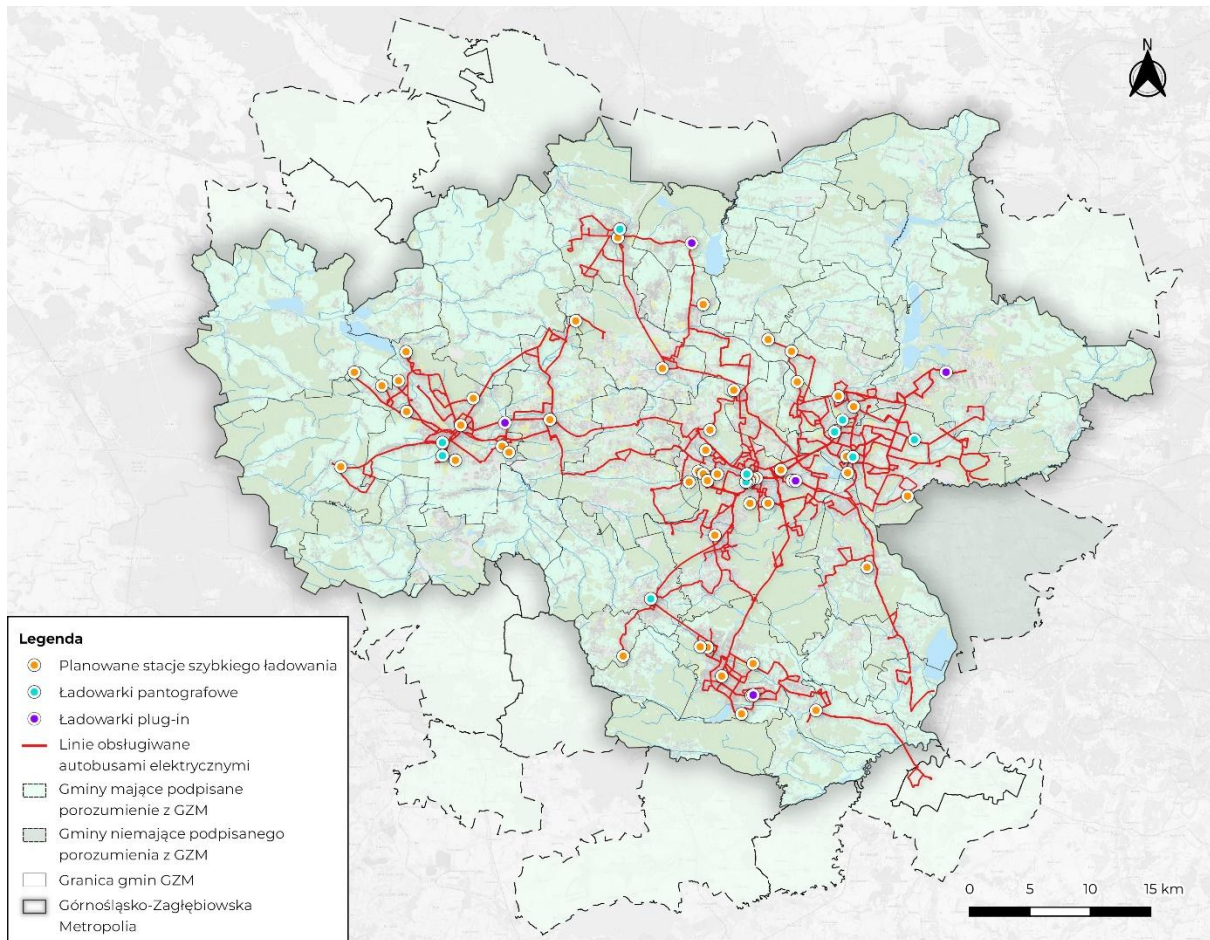 N
Legenda
Planowane stacje szybkiego ładowania
Ładowarki pantografowe
Ładowarki plug-in
Linie obsługiwane
autobusami elektrycznymi
Gminy mające podpisane
porozumienie z GZM
Gminy niemające podpisanego
porozumienia z GZM
Granica gmin GZM
Górnośląsko-Zagłębiowska
Metropolia
0 5 10 15 km